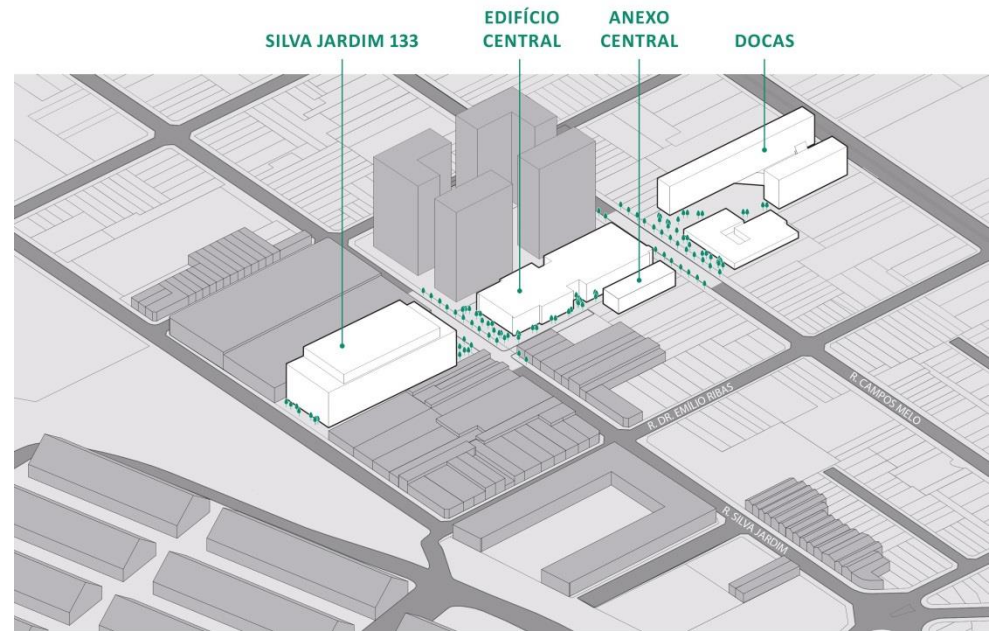 SILVA JARDIM 133
EDIFÍCIO
CENTRAL
ANEXO
CENTRAL
DOCAS
R. DR. EMÍLIO RIBAS
R. CAMPOS MELO
R. SILVA JARDIM